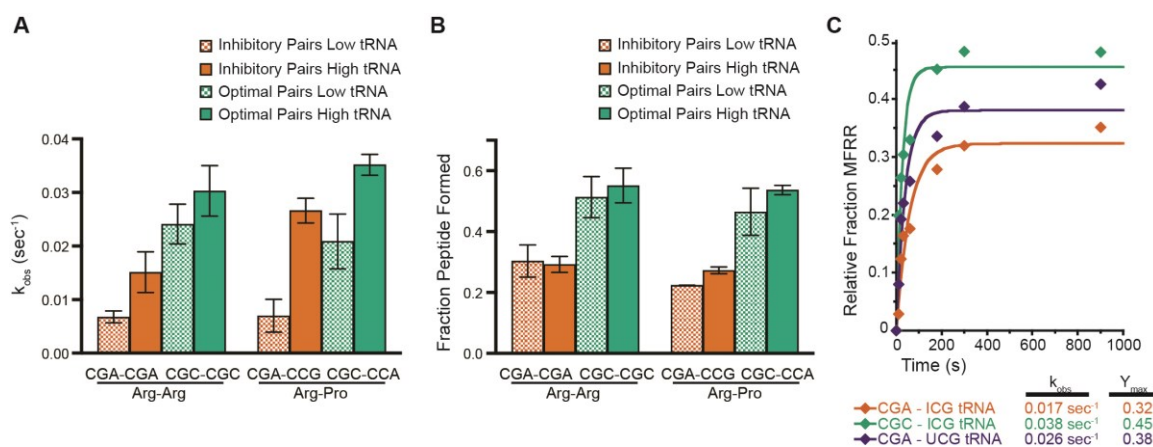 A
Inhibitory Pairs Low tRNA
Inhibitory Pairs High tRNA
Optimal Pairs Low tRNA
Optimal Pairs High tRNA
k_obs (sec⁻¹)
0.04
0.03
0.02
0.01
0.00
CGA-CGA CGC-CGC CGA-CCG CGC-CCA
Arg-Arg Arg-Pro
B
Inhibitory Pairs Low tRNA
Inhibitory Pairs High tRNA
Optimal Pairs Low tRNA
Optimal Pairs High tRNA
Fraction Peptide Formed
0.6
0.4
0.2
0.0
CGA-CGA CGC-CGC CGA-CCG CGC-CCA
Arg-Arg Arg-Pro
C
Relative Fraction MFRR
0.5
0.4
0.3
0.2
0.1
0
0 200 400 600 800 1000
Time (s)
k_obs Y_max
CGA - ICG tRNA 0.017 sec⁻¹ 0.32
CGC - ICG tRNA 0.038 sec⁻¹ 0.45
CGA - UCG tRNA 0.026 sec⁻¹ 0.38